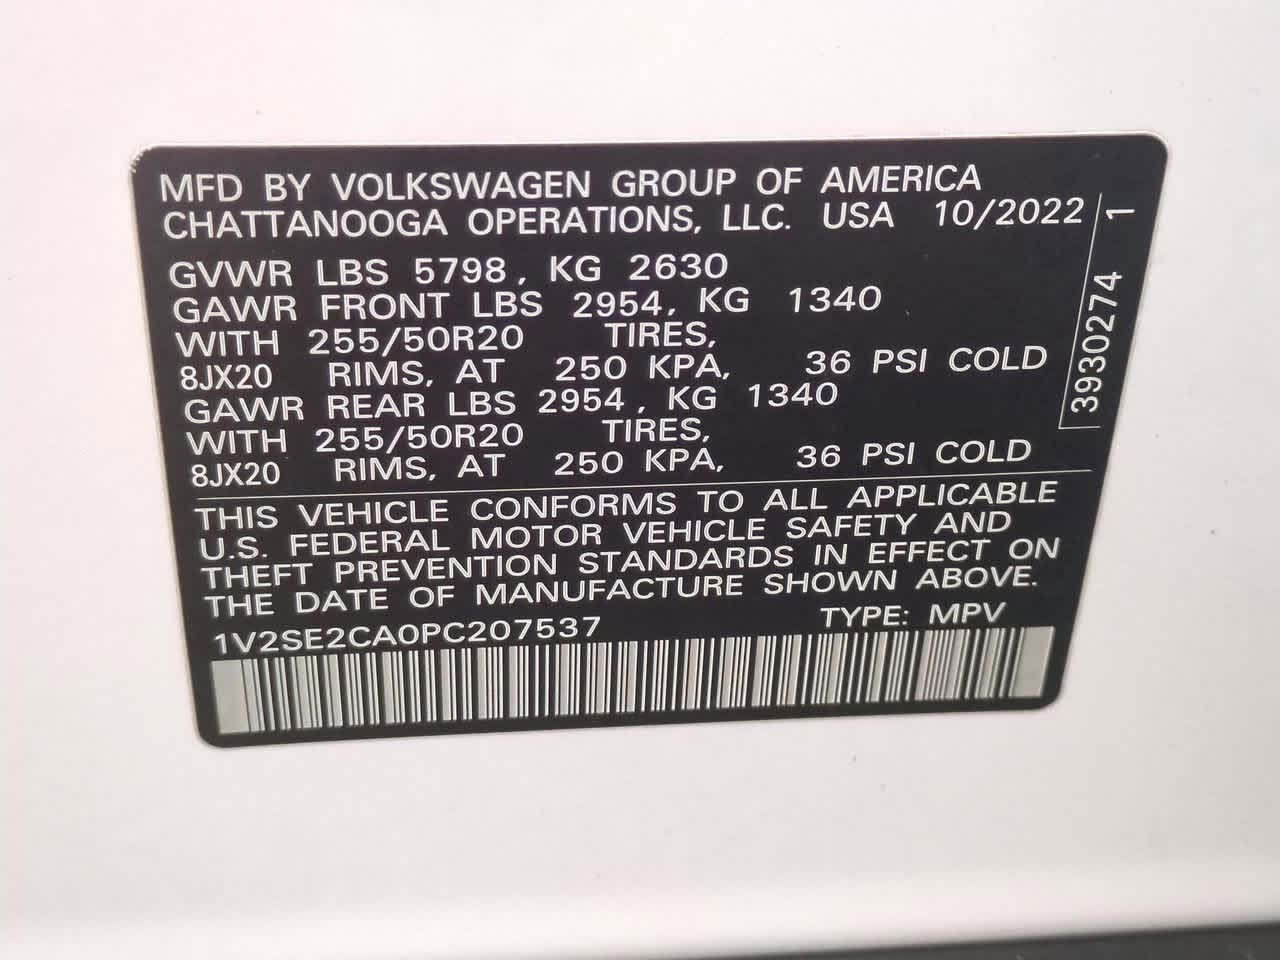 MFD BY VOLKSWAGEN GROUP OF AMERICA
CHATTANOOGA OPERATIONS, LLC. USA 10/2022
GVWR LBS 5798, KG 2630
GAWR FRONT LBS 2954, KG 1340
WITH 255/50R20 TIRES,
8JX20 RIMS, AT 250 KPA, 36 PSI COLD
GAWR REAR LBS 2954, KG 1340
WITH 255/50R20 TIRES,
8JX20 RIMS, AT 250 KPA, 36 PSI COLD
THIS VEHICLE CONFORMS TO ALL APPLICABLE
U.S. FEDERAL MOTOR VEHICLE SAFETY AND
THEFT PREVENTION STANDARDS IN EFFECT ON
THE DATE OF MANUFACTURE SHOWN ABOVE.
1V2SE2CA0PC207537 TYPE: MPV
3930274 1